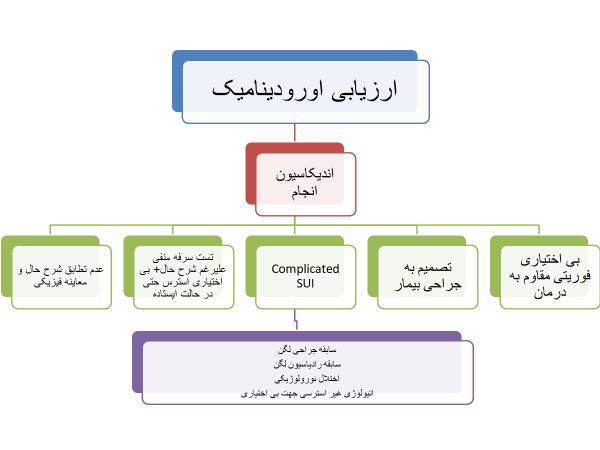 ارزیابی اورودینامیک
اندیکاسیون
انجام
بی اختیاری
فوریتی مقاوم به
درمان
تصمیم به
جراحی بیمار
Complicated
SUI
تست سرفه منفی
علیرغم شرح حال+ بی
اختیاری استرس حتی
در حالت ایستاده
عدم تطابق شرح حال و
معاینه فیزیکی
سابقه جراحی لگن
سابقه رادیاسیون لگن
اختلال نورولوژیکی
اتیولوژی غیر استرسی جهت بی اختیاری